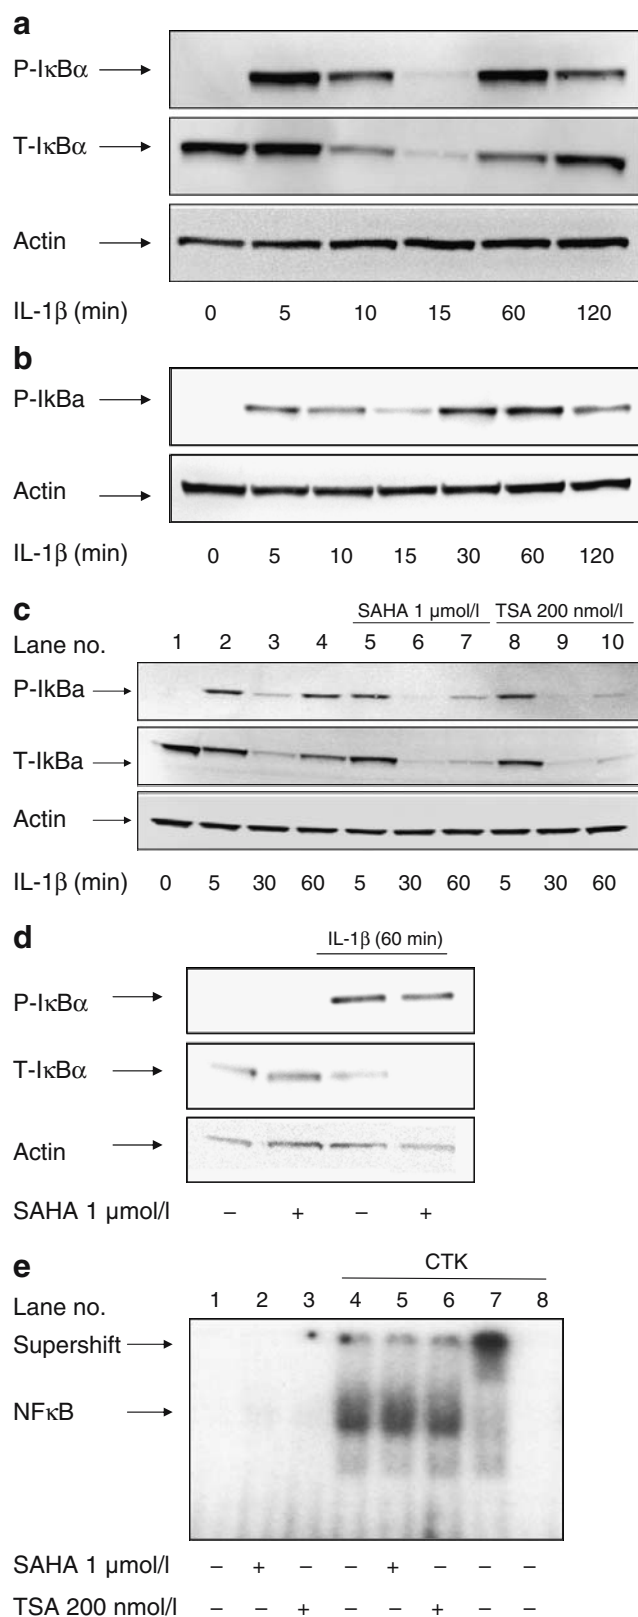 a
P-IκBα
T-IκBα
Actin
IL-1β (min) 0 5 10 15 60 120
b
P-IkBa
Actin
IL-1β (min) 0 5 10 15 30 60 120
c
SAHA 1 µmol/l TSA 200 nmol/l
Lane no. 1 2 3 4 5 6 7 8 9 10
P-IkBa
T-IkBa
Actin
IL-1β (min) 0 5 30 60 5 30 60 5 30 60
d
IL-1β (60 min)
P-IκBα
T-IκBα
Actin
SAHA 1 µmol/l – + – +
e
CTK
Lane no. 1 2 3 4 5 6 7 8
Supershift
NFκB
SAHA 1 µmol/l – + – – + – – –
TSA 200 nmol/l – – + – – + – –